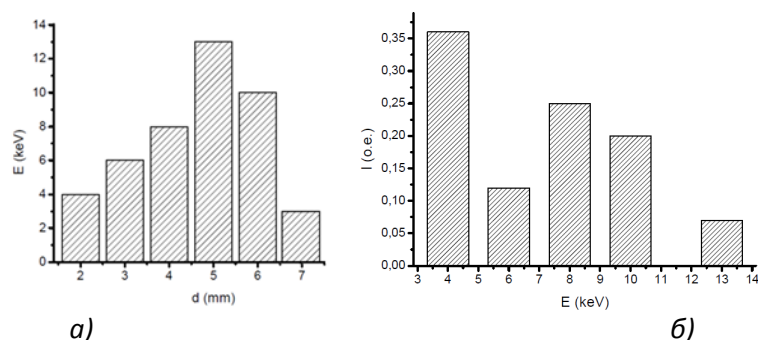 14
12
10
8
6
4
2
0
E (keV)
2 3 4 5 6 7
d (mm)
а)
0,35
0,30
0,25
0,20
0,15
0,10
0,05
0,00
I (o.e.)
3 4 5 6 7 8 9 10 11 12 13 14
E (keV)
б)